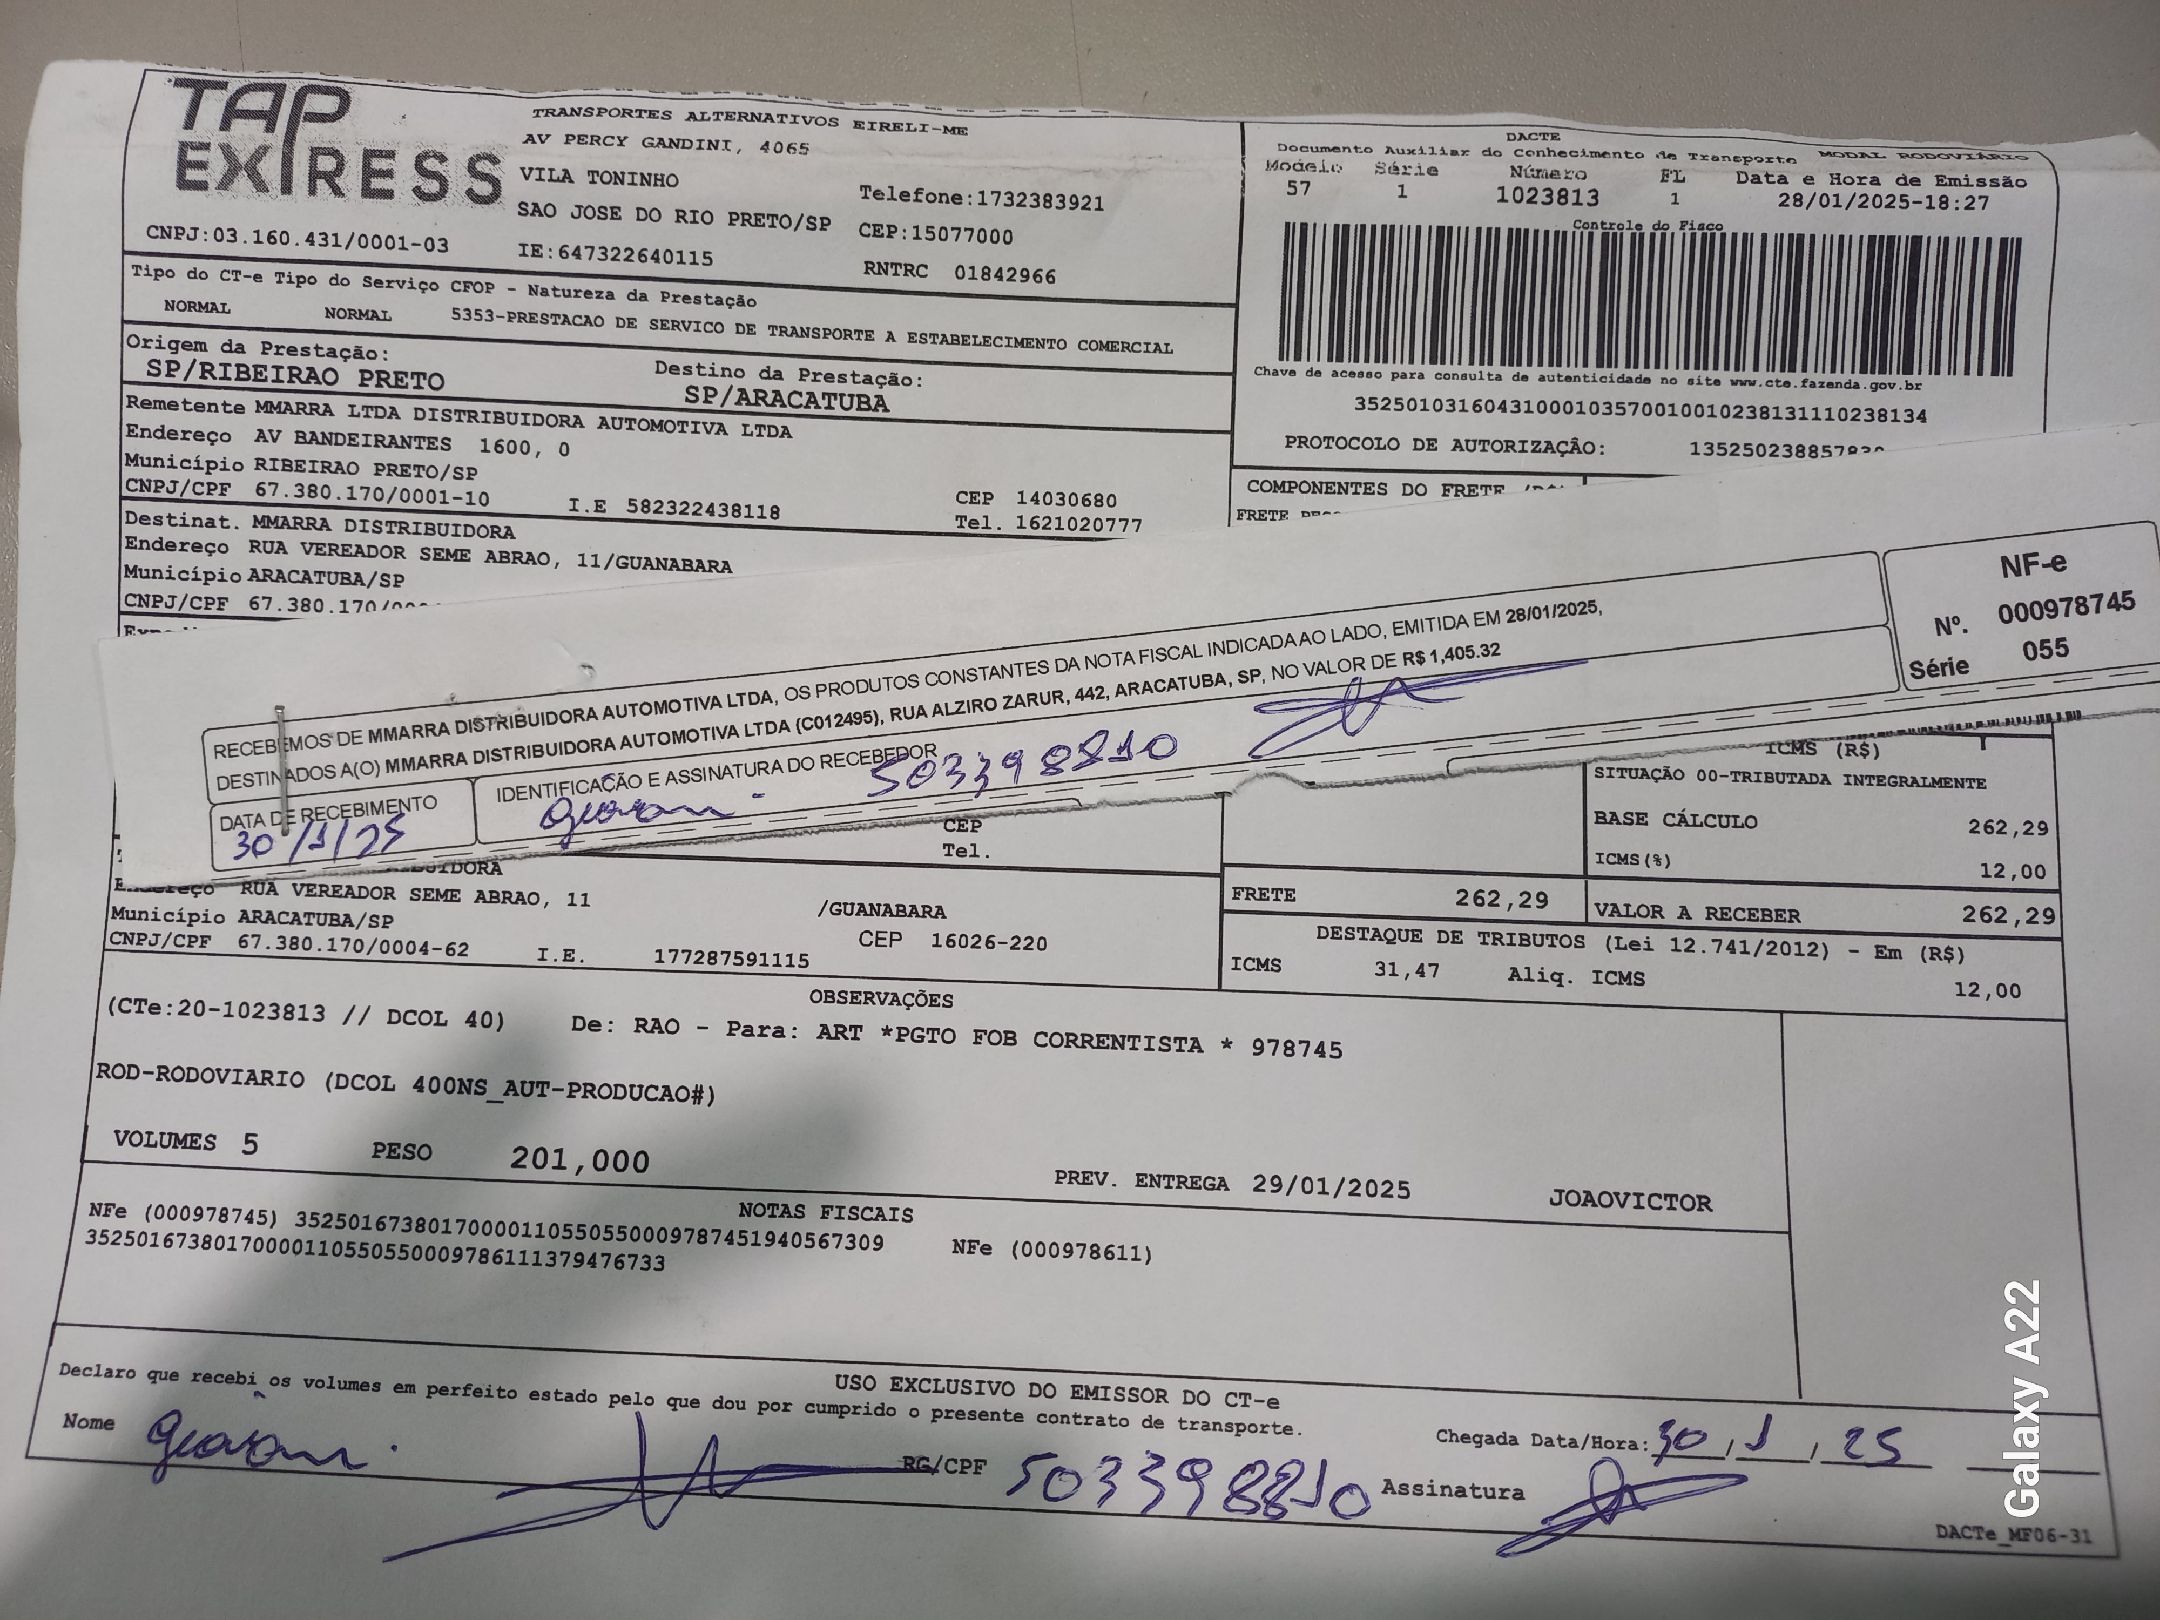 TAP EXPRESS
TRANSPORTES ALTERNATIVOS EIRELI-ME
AV PERCY GANDINI, 4065
VILA TONINHO
Telefone:1732383921
SAO JOSE DO RIO PRETO/SP CEP:15077000
CNPJ:03.160.431/0001-03 IE:647322640115 RNTRC 01842966
DACTE
Documento Auxiliar do Conhecimento de Transporte MODAL RODOVIÁRIO
Modelo Série Número FL Data e Hora de Emissão
57 1 1023813 1 28/01/2025-18:27
Controle do Fisco
Chave de acesso para consulta de autenticidade no site www.cte.fazenda.gov.br
35250103160431000103570010010238131110238134
PROTOCOLO DE AUTORIZAÇÃO:
Tipo do CT-e Tipo do Serviço CFOP - Natureza da Prestação
NORMAL NORMAL 5353-PRESTACAO DE SERVICO DE TRANSPORTE A ESTABELECIMENTO COMERCIAL
Origem da Prestação: Destino da Prestação:
SP/RIBEIRAO PRETO SP/ARACATUBA
Remetente MMARRA LTDA DISTRIBUIDORA AUTOMOTIVA LTDA
Endereço AV BANDEIRANTES 1600, 0
Município RIBEIRAO PRETO/SP CEP 14030680
CNPJ/CPF 67.380.170/0001-10 I.E 582322438118 Tel. 1621020777
COMPONENTES DO FRETE
FRETE
Destinat. MMARRA DISTRIBUIDORA
Endereço RUA VEREADOR SEME ABRAO, 11/GUANABARA
Município ARACATUBA/SP
CNPJ/CPF 67.380.170/
RECEBEMOS DE MMARRA DISTRIBUIDORA AUTOMOTIVA LTDA, OS PRODUTOS CONSTANTES DA NOTA FISCAL INDICADA AO LADO, EMITIDA EM 28/01/2025,
DESTINADOS A(O) MMARRA DISTRIBUIDORA AUTOMOTIVA LTDA (C012495), RUA ALZIRO ZARUR, 442, ARACATUBA, SP, NO VALOR DE R$ 1,405.32
DATA DE RECEBIMENTO IDENTIFICAÇÃO E ASSINATURA DO RECEBEDOR
30/1/25 503398810
NF-e
Nº. 000978745
Série 055
ICMS (R$)
SITUAÇÃO 00-TRIBUTADA INTEGRALMENTE
BASE CÁLCULO 262,29
ICMS(%) 12,00
CEP
Tel.
FRETE 262,29 VALOR A RECEBER 262,29
DESTAQUE DE TRIBUTOS (Lei 12.741/2012) - Em (R$)
ICMS 31,47 Aliq. ICMS 12,00
RUA VEREADOR SEME ABRAO, 11 /GUANABARA
Município ARACATUBA/SP CEP 16026-220
CNPJ/CPF 67.380.170/0004-62 I.E. 177287591115
OBSERVAÇÕES
(CTe:20-1023813 // DCOL 40) De: RAO - Para: ART *PGTO FOB CORRENTISTA * 978745
ROD-RODOVIARIO (DCOL 400NS_AUT-PRODUCAO#)
VOLUMES 5 PESO 201,000 PREV. ENTREGA 29/01/2025 JOAOVICTOR
NOTAS FISCAIS
NFe (000978745) 35250167380170000110550550009787451940567309 NFe (000978611)
35250167380170000110550550009786111379476733
USO EXCLUSIVO DO EMISSOR DO CT-e
Declaro que recebi os volumes em perfeito estado pelo que dou por cumprido o presente contrato de transporte.
Nome RG/CPF 503398810 Chegada Data/Hora: 30/1/25
Assinatura
DACTe_MF06-31
Galaxy A22